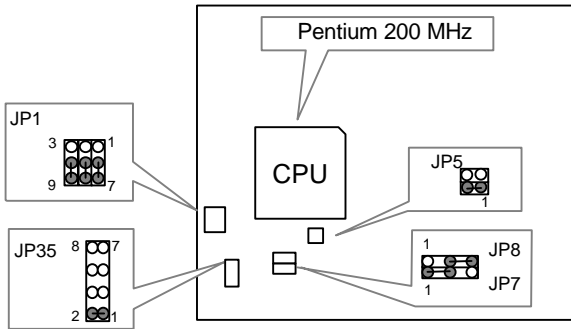 Pentium 200 MHz
JP1
3 1
9 7
CPU
JP5
1
JP35
8 7
2 1
1 JP8
1 JP7